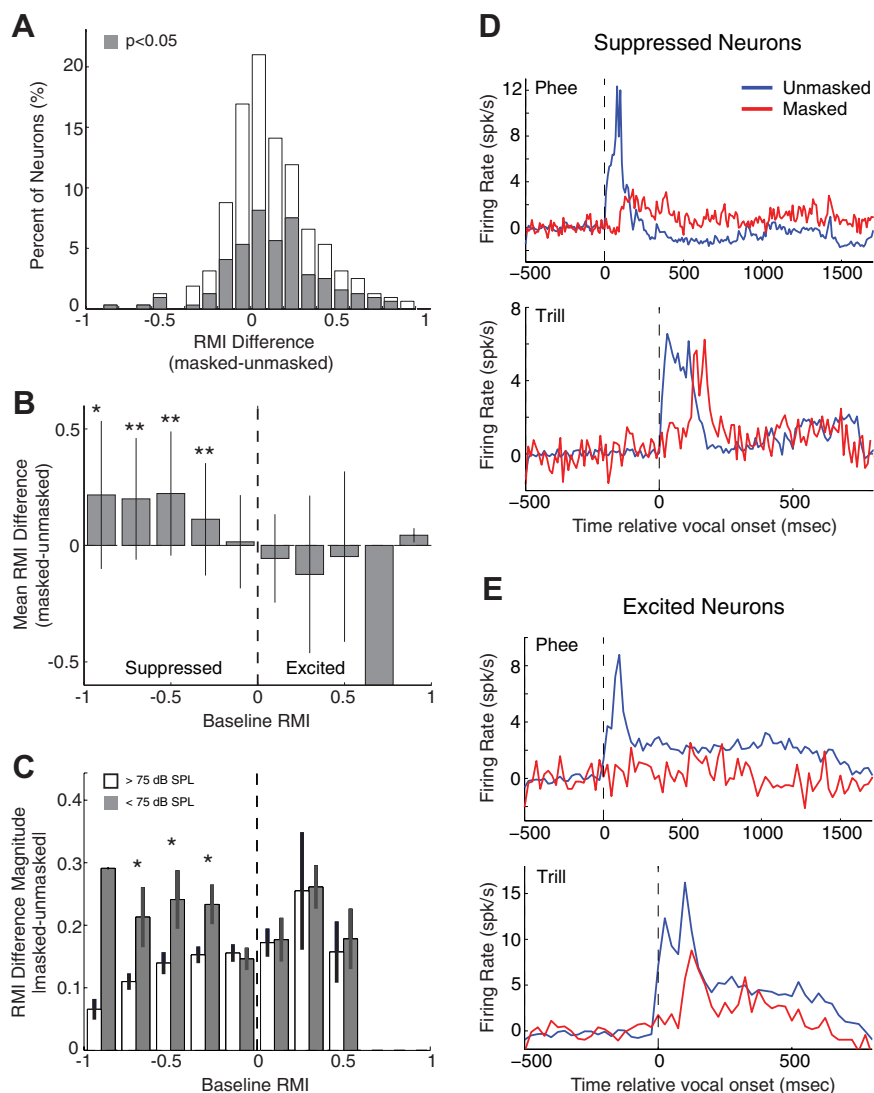 A
p<0.05
20
15
10
5
0
Percent of Neurons (%)
-1
-0.5
0
0.5
1
RMI Difference
(masked-unmasked)
B
*
**
**
**
0.5
0
-0.5
Mean RMI Difference
(masked-unmasked)
Suppressed
Excited
-1
-0.5
0
0.5
1
Baseline RMI
C
> 75 dB SPL
< 75 dB SPL
*
*
*
0.4
0.3
0.2
0.1
0
RMI Difference Magnitude
|masked-unmasked|
-1
-0.5
0
0.5
1
Baseline RMI
D
Suppressed Neurons
Phee
Unmasked
Masked
12
8
4
0
Firing Rate (spk/s)
−500
0
500
1000
1500
Trill
8
4
0
Firing Rate (spk/s)
-500
0
500
Time relative vocal onset (msec)
E
Excited Neurons
Phee
8
4
0
Firing Rate (spk/s)
−500
0
500
1000
1500
Trill
15
10
5
0
Firing Rate (spk/s)
-500
0
500
Time relative vocal onset (msec)